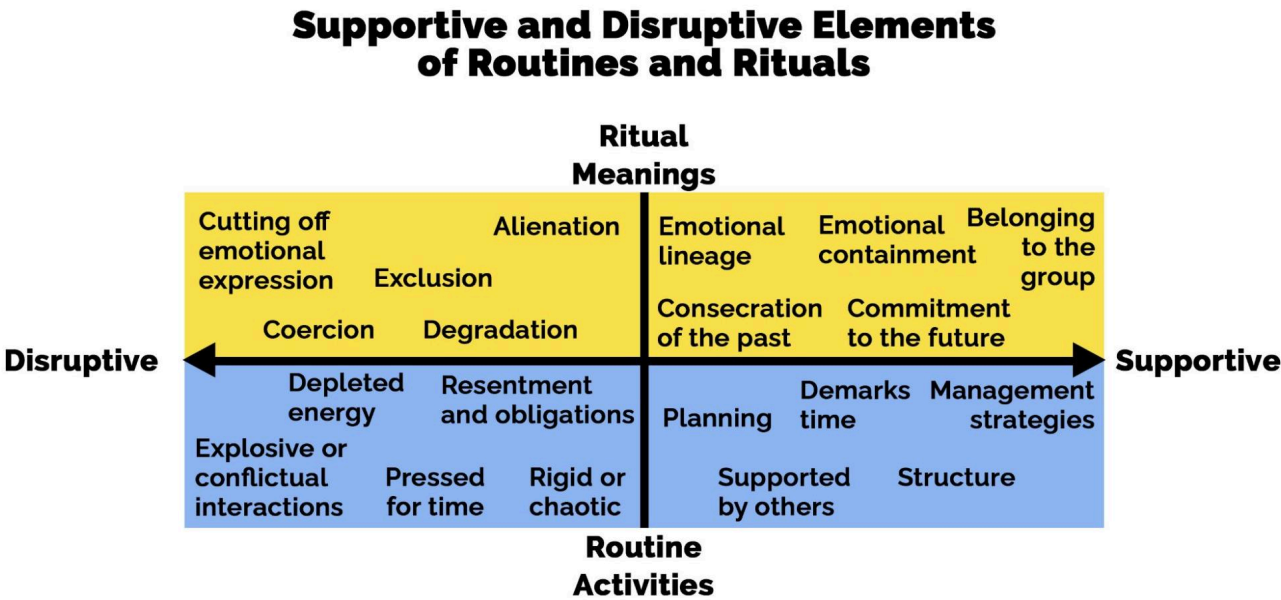 Supportive and Disruptive Elements
of Routines and Rituals
Ritual
Meanings
Cutting off
emotional
expression
Alienation
Exclusion
Coercion
Degradation
Emotional
lineage
Emotional
containment
Belonging
to the
group
Consecration
of the past
Commitment
to the future
Disruptive
Supportive
Depleted
energy
Resentment
and obligations
Explosive or
conflictual
interactions
Pressed
for time
Rigid or
chaotic
Planning
Demarks
time
Management
strategies
Supported
by others
Structure
Routine
Activities